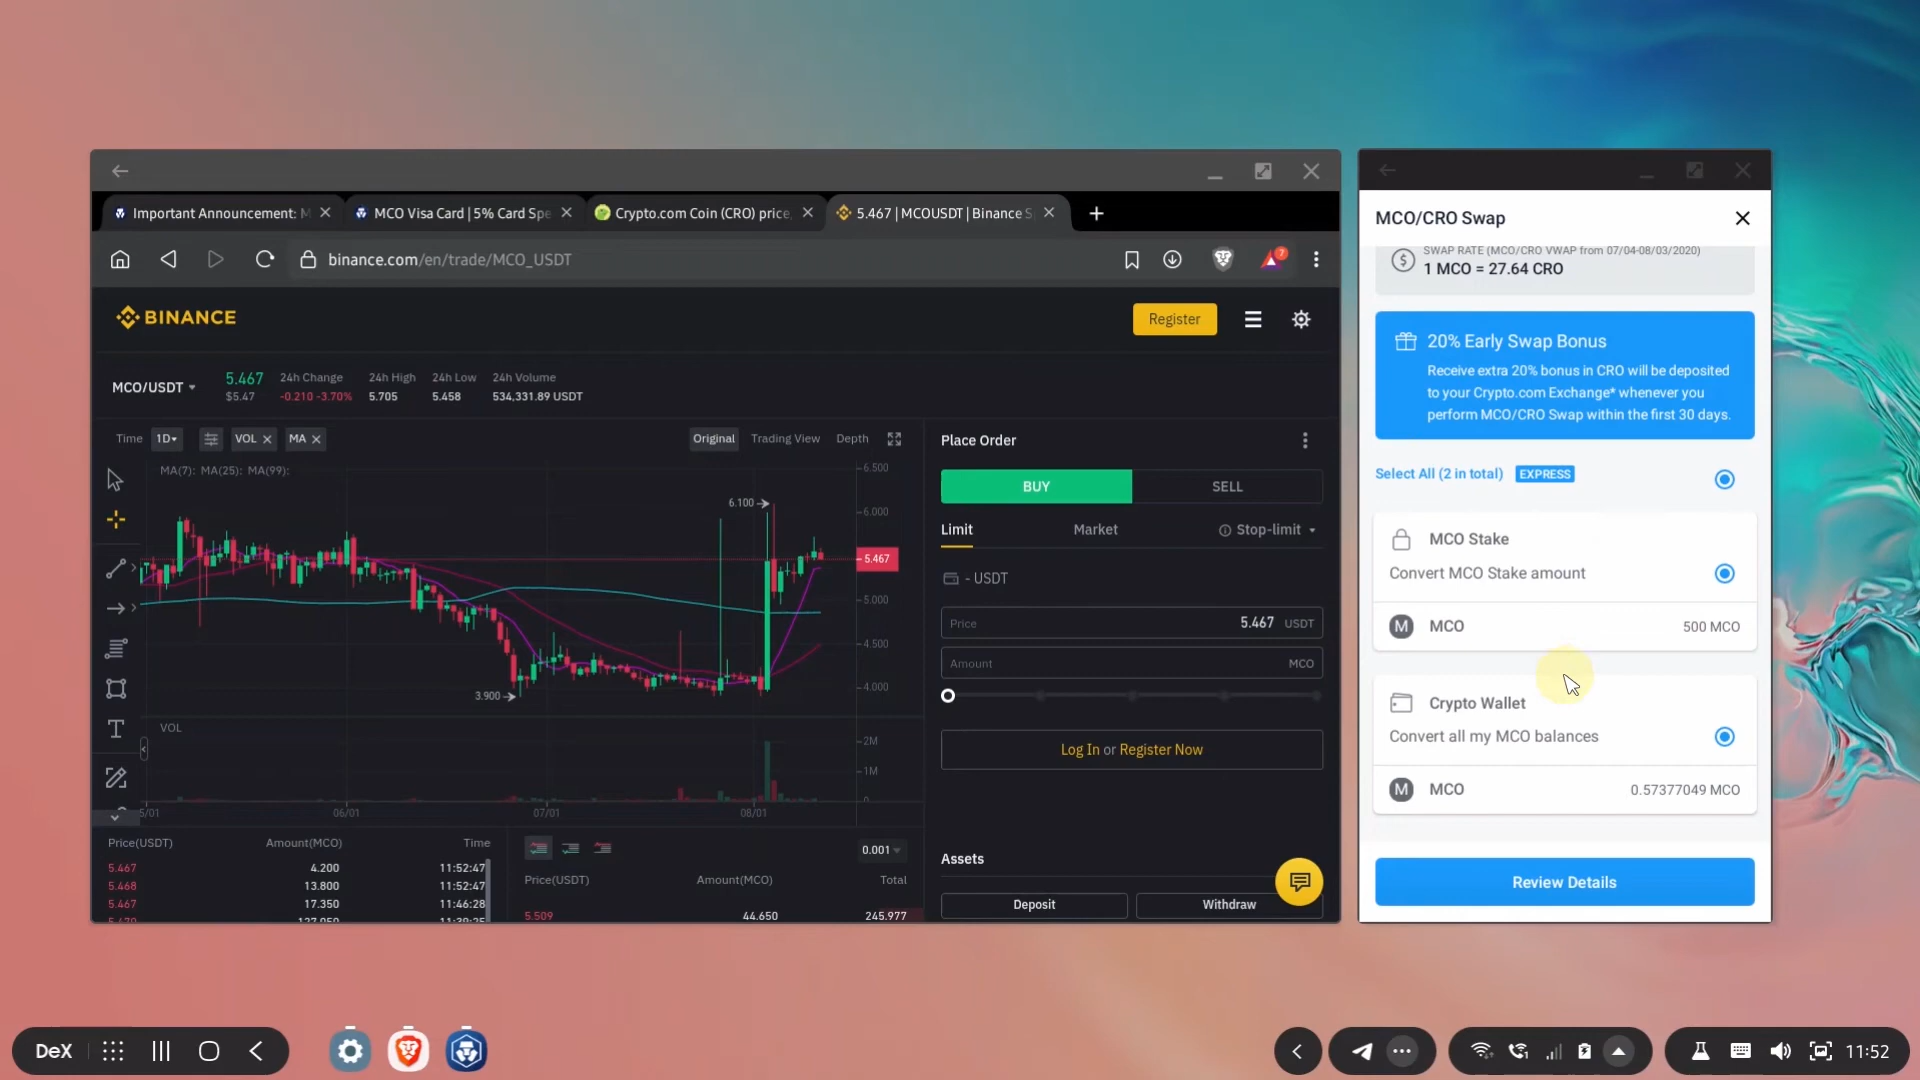 Important Announcement: M
MCO Visa Card | 5% Card Spe
Crypto.com Coin (CRO) price,
5.467 | MCOUSDT | Binance S
binance.com/en/trade/MCO_USDT
7
BINANCE
Register
MCO/USDT
5.467
$5.47
24h Change
-0.210 -3.70%
24h High
5.705
24h Low
5.458
24h Volume
534,331.89 USDT
Time
1D
VOL
MA
Original
Trading View
Depth
MA(7): MA(25): MA(99):
6.500
6.100
6.000
5.467
5.000
4.500
4.000
3.900
VOL
2M
1M
0
5/01
06/01
07/01
08/01
Price(USDT)
Amount(MCO)
Time
5.467
4.200
11:52:47
5.468
13.800
11:52:47
5.467
17.350
11:46:28
0.001
Price(USDT)
Amount(MCO)
Total
5.509
44.650
245.977
Place Order
BUY
SELL
Limit
Market
Stop-limit
- USDT
Price
5.467
USDT
Amount
MCO
Log In or Register Now
Assets
Deposit
Withdraw
MCO/CRO Swap
SWAP RATE (MCO/CRO VWAP from 07/04-08/03/2020)
1 MCO = 27.64 CRO
20% Early Swap Bonus
Receive extra 20% bonus in CRO will be deposited
to your Crypto.com Exchange* whenever you
perform MCO/CRO Swap within the first 30 days.
Select All (2 in total)
EXPRESS
MCO Stake
Convert MCO Stake amount
M
MCO
500 MCO
Crypto Wallet
Convert all my MCO balances
M
MCO
0.57377049 MCO
Review Details
DeX
11:52